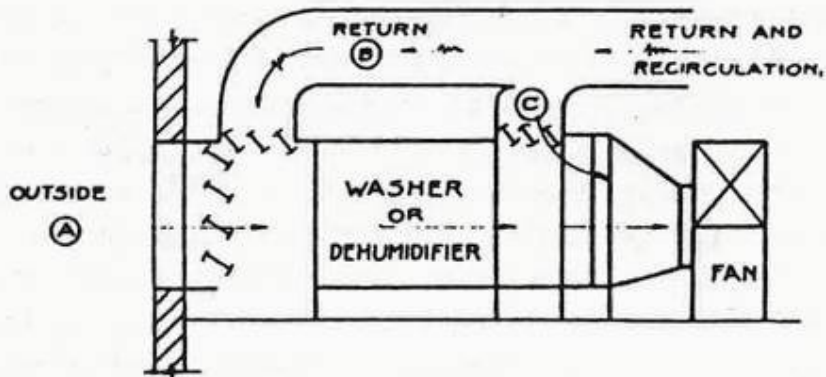 RETURN
B
RETURN AND
RECIRCULATION,
C
OUTSIDE
A
WASHER
OR
DEHUMIDIFIER
FAN